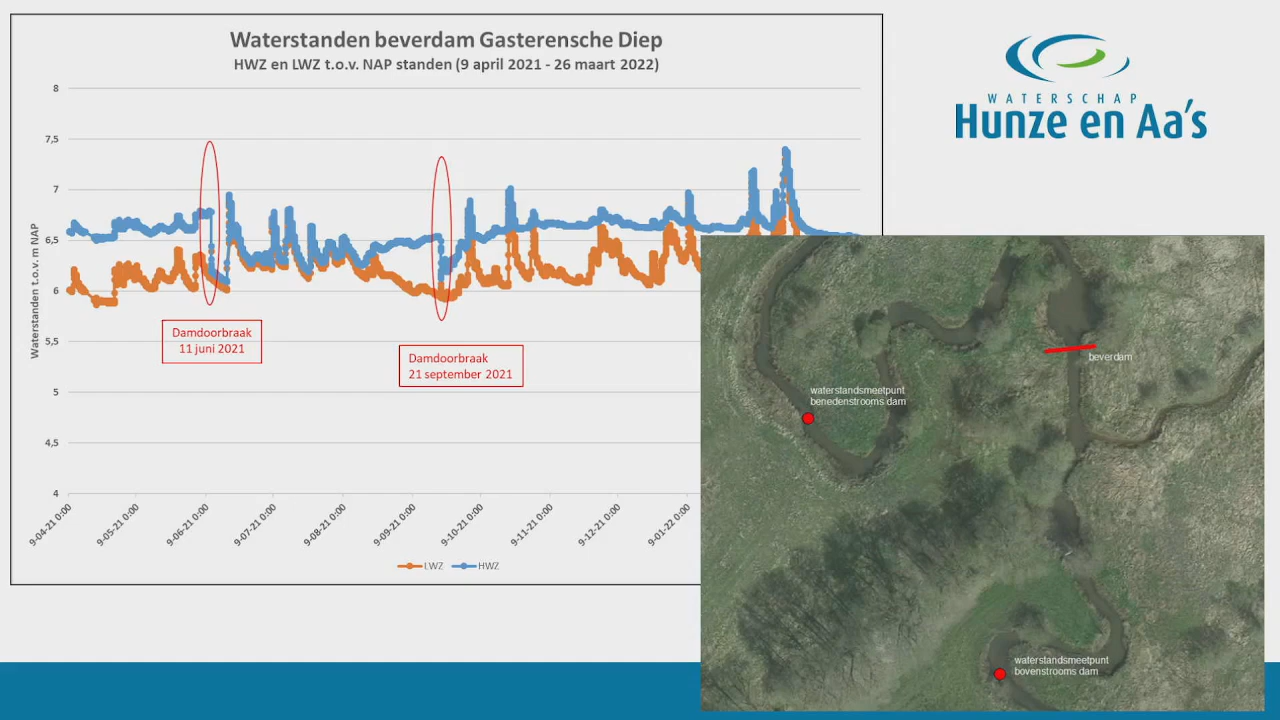 Waterstanden beverdam Gasterensche Diep
HWZ en LWZ t.o.v. NAP standen (9 april 2021 - 26 maart 2022)
Waterstanden t.o.v. m NAP
8
7,5
7
6,5
6
5,5
5
4,5
4
Damdoorbraak
11 juni 2021
Damdoorbraak
21 september 2021
9-04-21 0:00
9-05-21 0:00
9-06-21 0:00
9-07-21 0:00
9-08-21 0:00
9-09-21 0:00
9-10-21 0:00
9-11-21 0:00
9-12-21 0:00
9-01-22 0:00
LWZ
HWZ
WATERSCHAP
Hunze en Aa's
beverdam
waterstandsmeetpunt
benedenstrooms dam
waterstandsmeetpunt
bovenstrooms dam